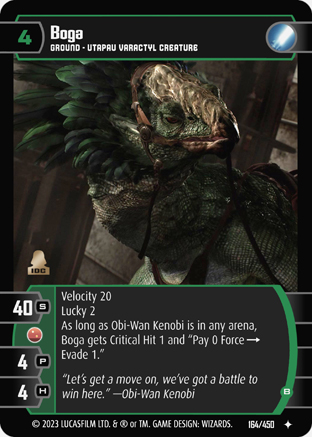 4 Boga
GROUND - UTAPAU VARACTYL CREATURE
IDC
40 S
4 P
4 H
Velocity 20
Lucky 2
As long as Obi-Wan Kenobi is in any arena,
Boga gets Critical Hit 1 and “Pay 0 Force →
Evade 1.”
“Let’s get a move on, we’ve got a battle to
win here.” —Obi-Wan Kenobi
B
© 2023 LUCASFILM LTD. & ® or TM. GAME DESIGN: WIZARDS. 164/450